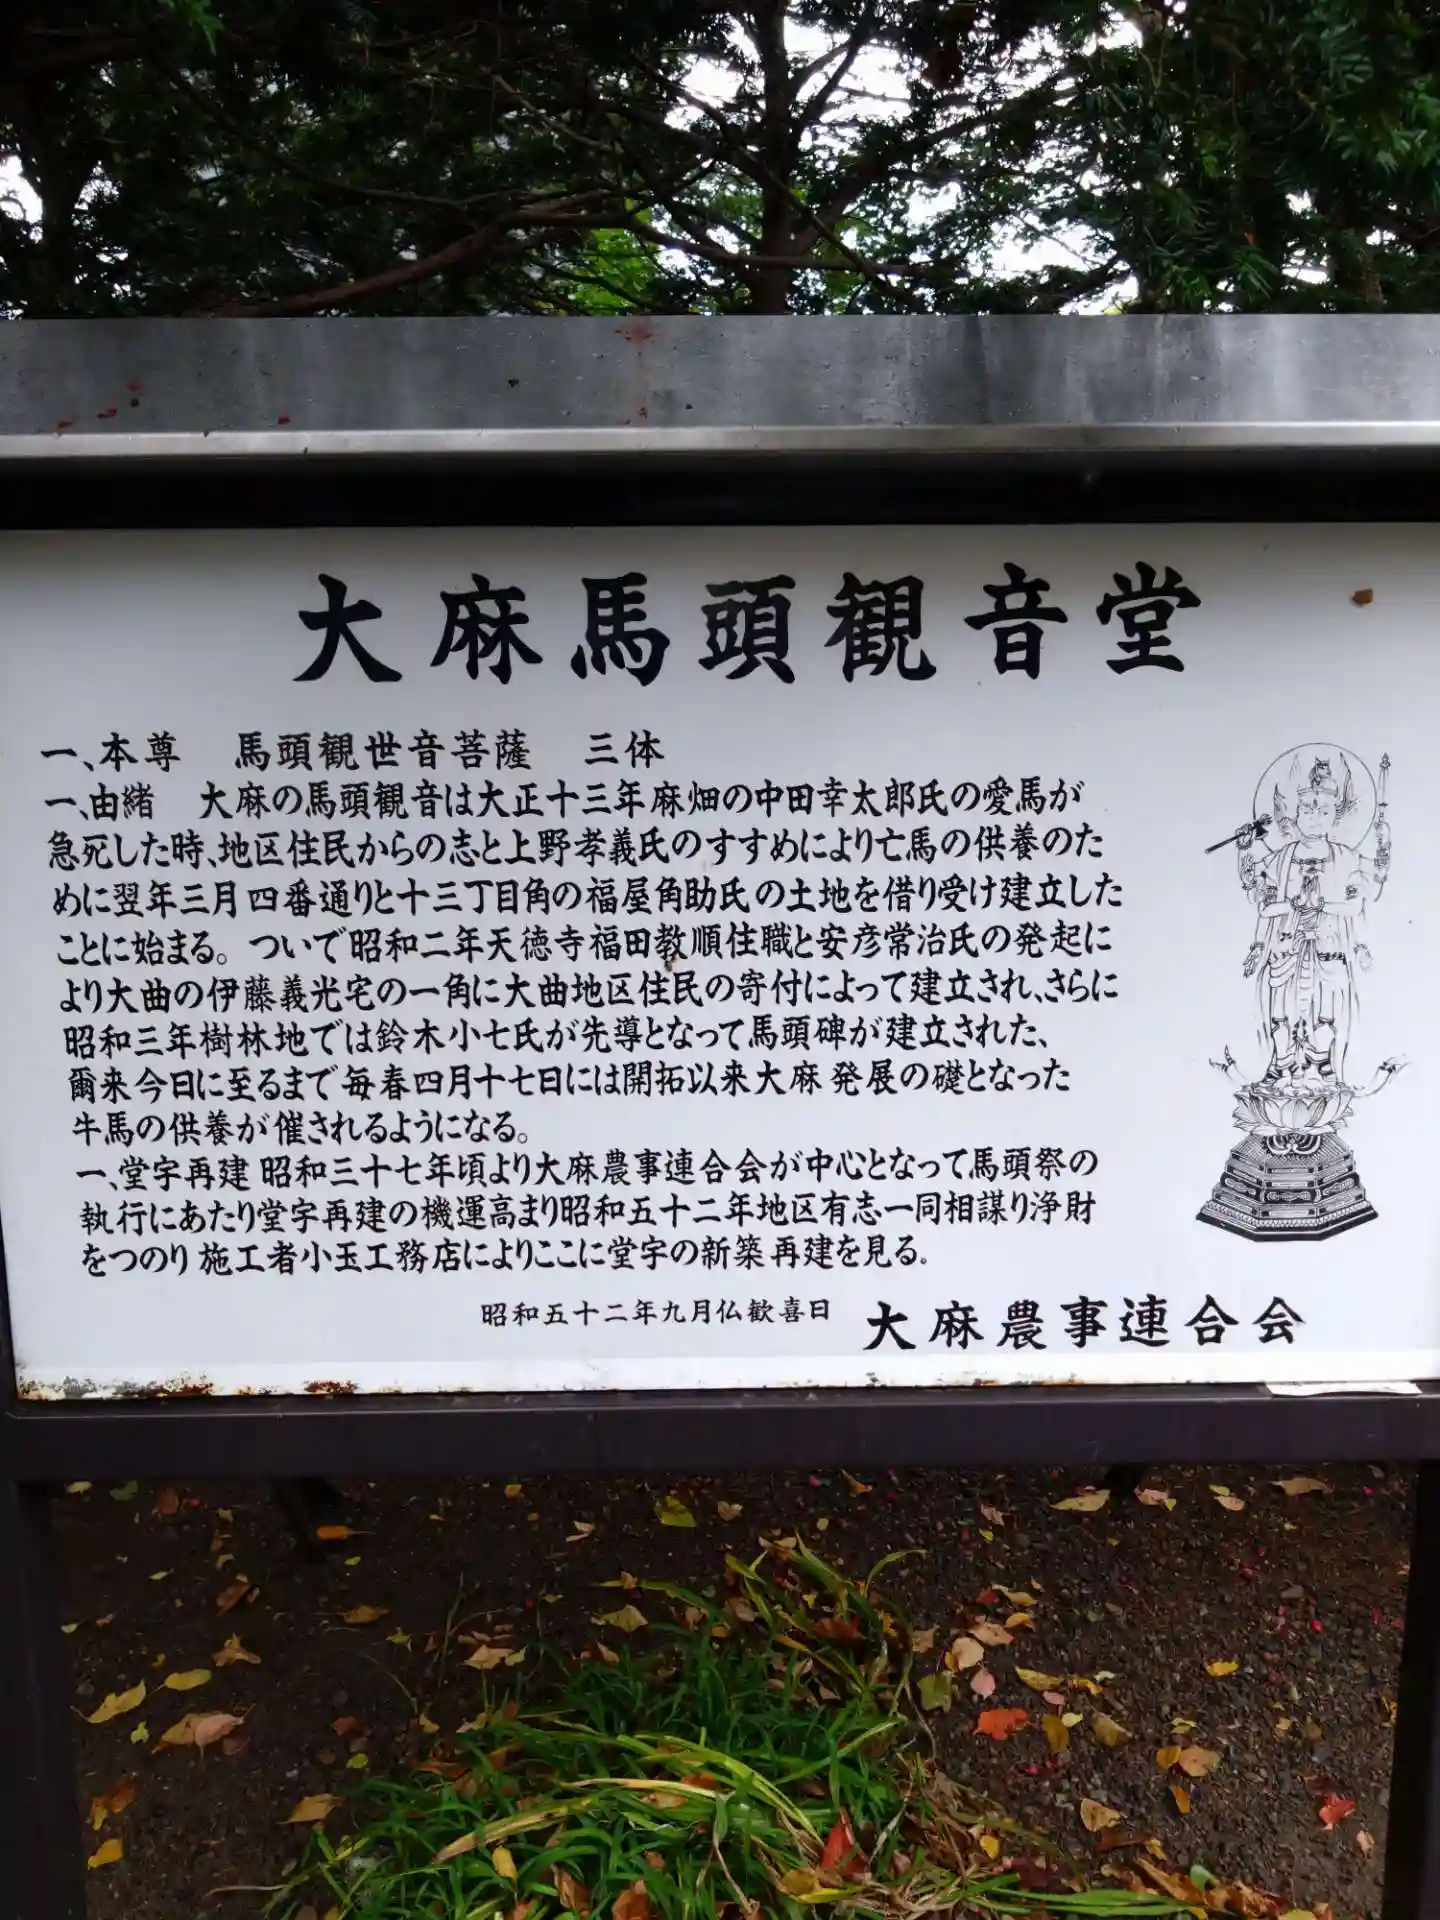 大麻馬頭観音堂
一、本尊　馬頭観世音菩薩　三体
一、由緒　大麻の馬頭観音は大正十三年麻畑の中田幸太郎氏の愛馬が
急死した時、地区住民からの志と上野孝義氏のすすめにより亡馬の供養のた
めに翌年三月四番通りと十三丁目角の福屋角助氏の土地を借り受け建立した
ことに始まる。ついで昭和二年天徳寺福田教順住職と安彦常治氏の発起に
より大曲の伊藤義光宅の一角に大曲地区住民の寄付によって建立され、さらに
昭和三年樹林地では鈴木小七氏が先導となって馬頭碑が建立された、
爾来今日に至るまで毎春四月十七日には開拓以来大麻発展の礎となった
牛馬の供養が催されるようになる。
一、堂宇再建 昭和三十七年頃より大麻農事連合会が中心となって馬頭祭の
執行にあたり堂宇再建の機運高まり昭和五十二年地区有志一同相謀り浄財
をつのり施工者小玉工務店によりここに堂宇の新築再建を見る。
昭和五十二年九月仏歓喜日　大麻農事連合会